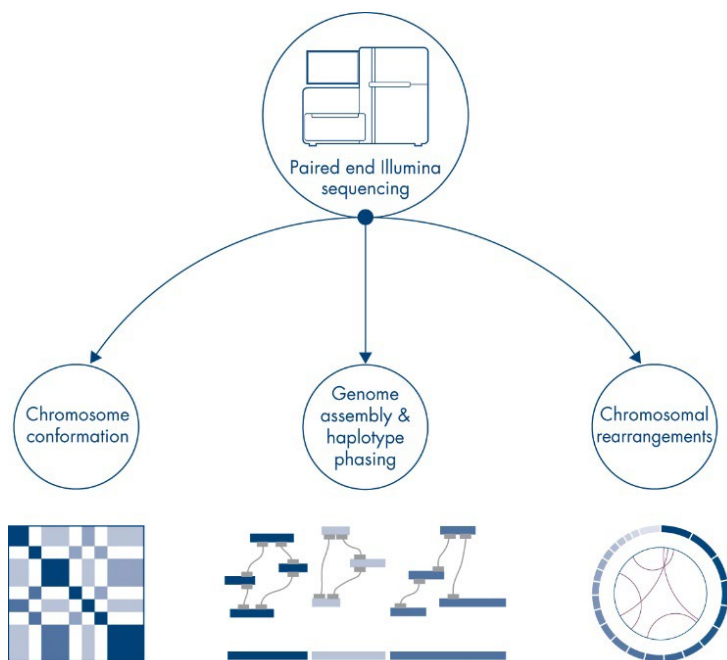 Paired end Illumina
sequencing
Chromosome
conformation
Genome
assembly &
haplotype
phasing
Chromosomal
rearrangements